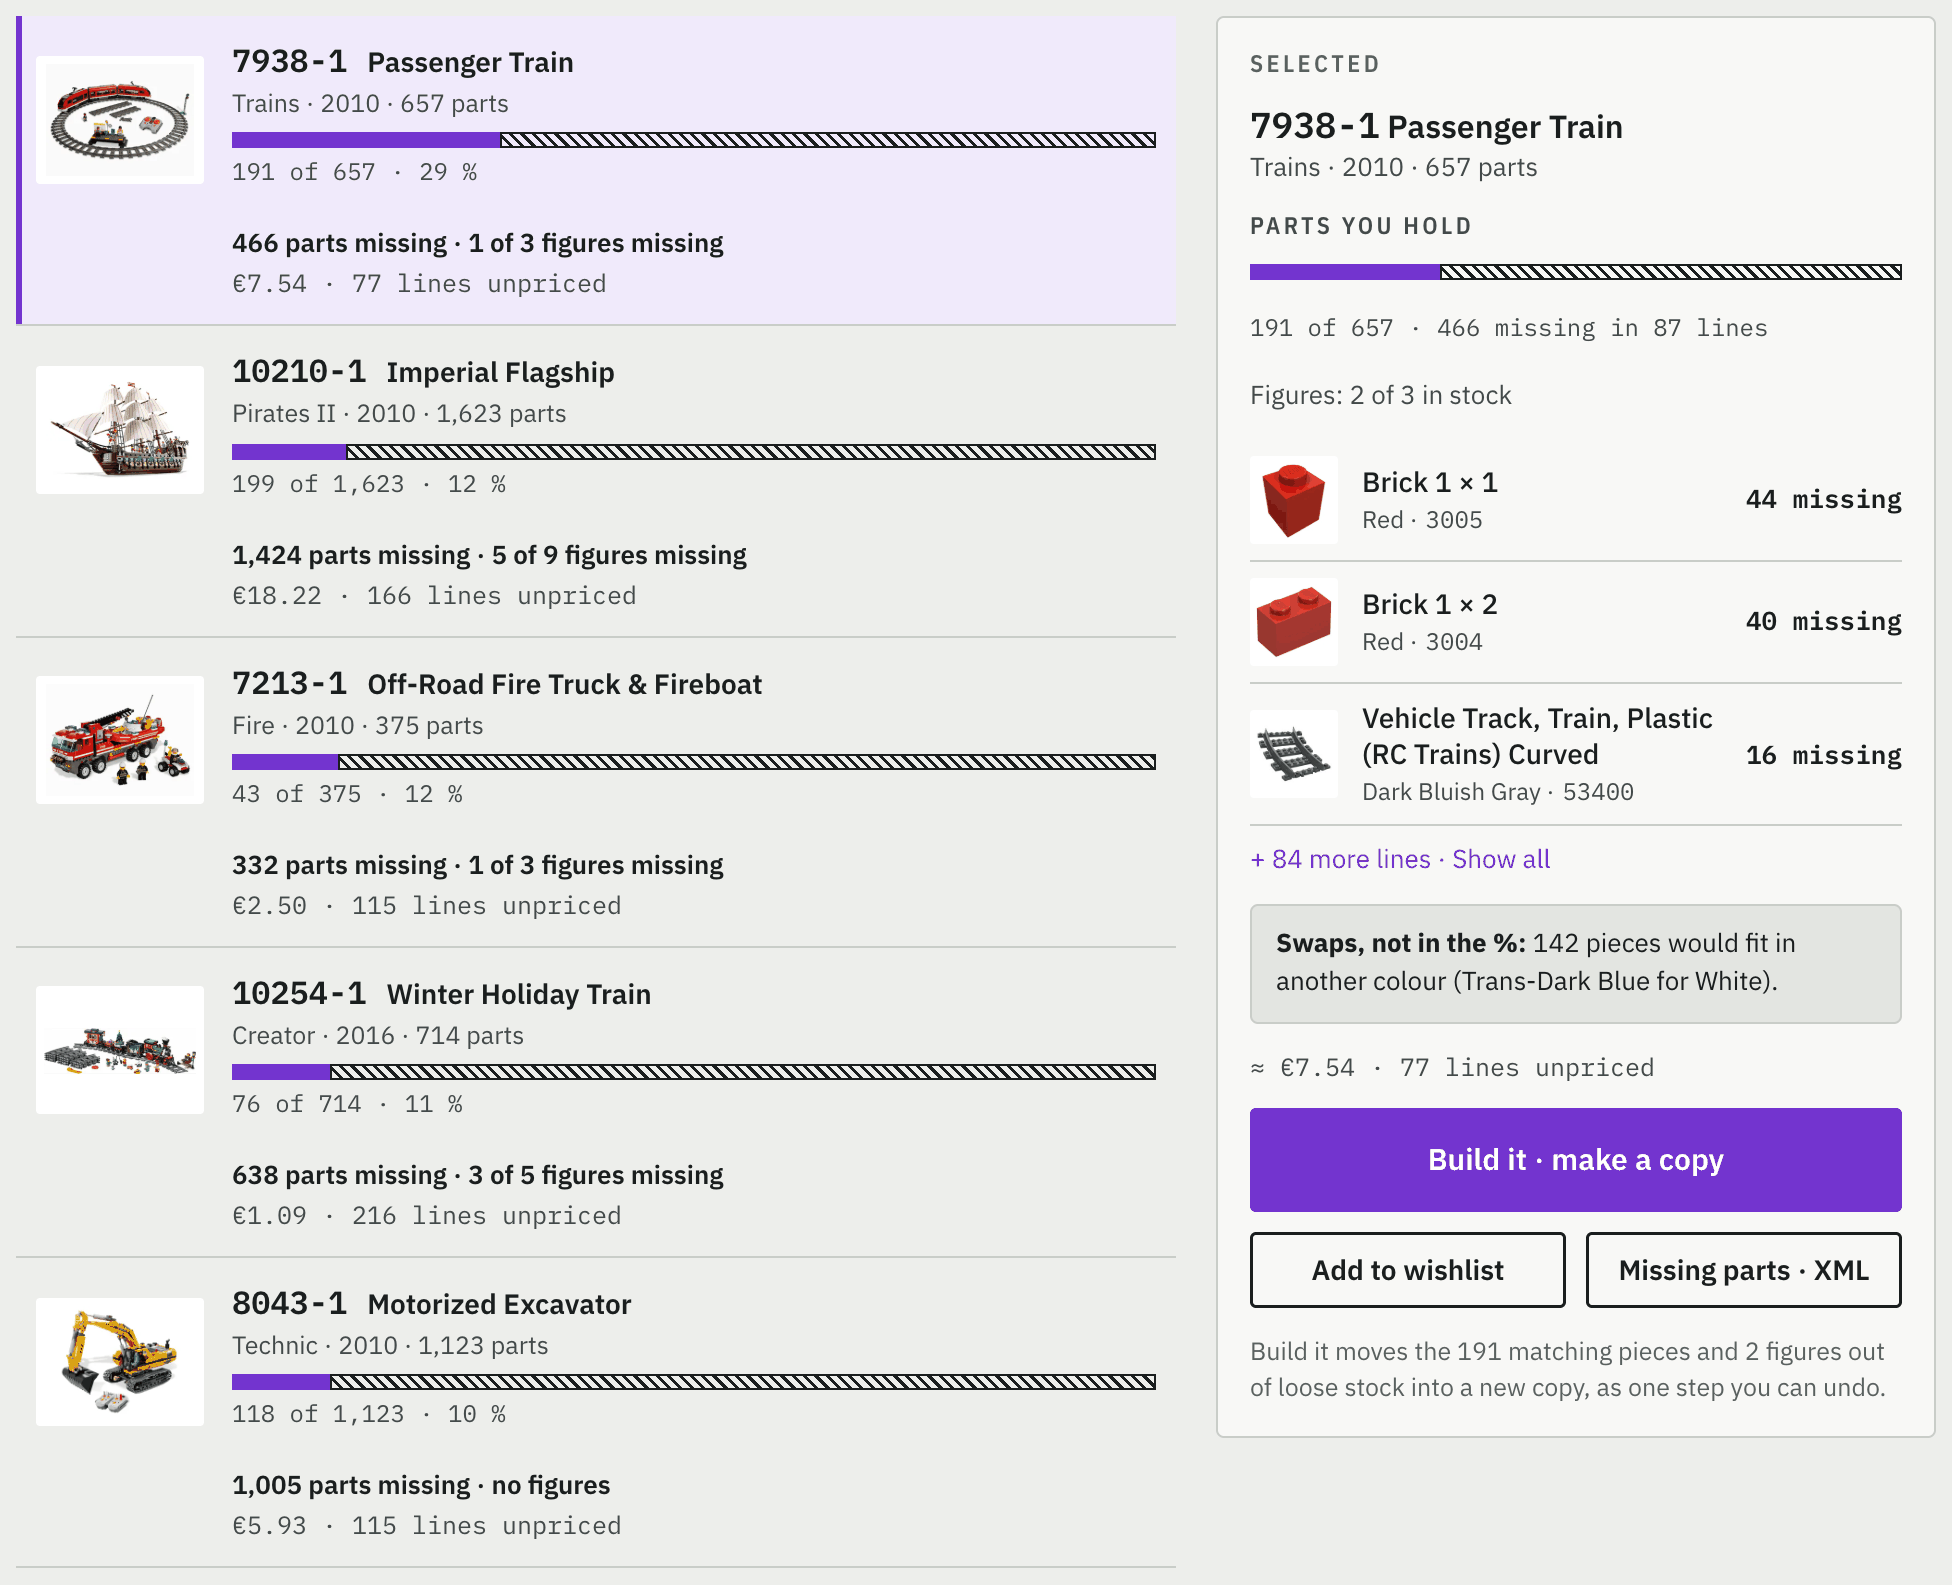 7938-1 Passenger Train
Trains · 2010 · 657 parts
191 of 657 · 29 %
466 parts missing · 1 of 3 figures missing
€7.54 · 77 lines unpriced
10210-1 Imperial Flagship
Pirates II · 2010 · 1,623 parts
199 of 1,623 · 12 %
1,424 parts missing · 5 of 9 figures missing
€18.22 · 166 lines unpriced
7213-1 Off-Road Fire Truck & Fireboat
Fire · 2010 · 375 parts
43 of 375 · 12 %
332 parts missing · 1 of 3 figures missing
€2.50 · 115 lines unpriced
10254-1 Winter Holiday Train
Creator · 2016 · 714 parts
76 of 714 · 11 %
638 parts missing · 3 of 5 figures missing
€1.09 · 216 lines unpriced
8043-1 Motorized Excavator
Technic · 2010 · 1,123 parts
118 of 1,123 · 10 %
1,005 parts missing · no figures
€5.93 · 115 lines unpriced
SELECTED
7938-1 Passenger Train
Trains · 2010 · 657 parts
PARTS YOU HOLD
191 of 657 · 466 missing in 87 lines
Figures: 2 of 3 in stock
Brick 1 × 1
Red · 3005
44 missing
Brick 1 × 2
Red · 3004
40 missing
Vehicle Track, Train, Plastic
(RC Trains) Curved
Dark Bluish Gray · 53400
16 missing
+ 84 more lines · Show all
Swaps, not in the %: 142 pieces would fit in
another colour (Trans-Dark Blue for White).
≈ €7.54 · 77 lines unpriced
Build it · make a copy
Add to wishlist
Missing parts · XML
Build it moves the 191 matching pieces and 2 figures out
of loose stock into a new copy, as one step you can undo.